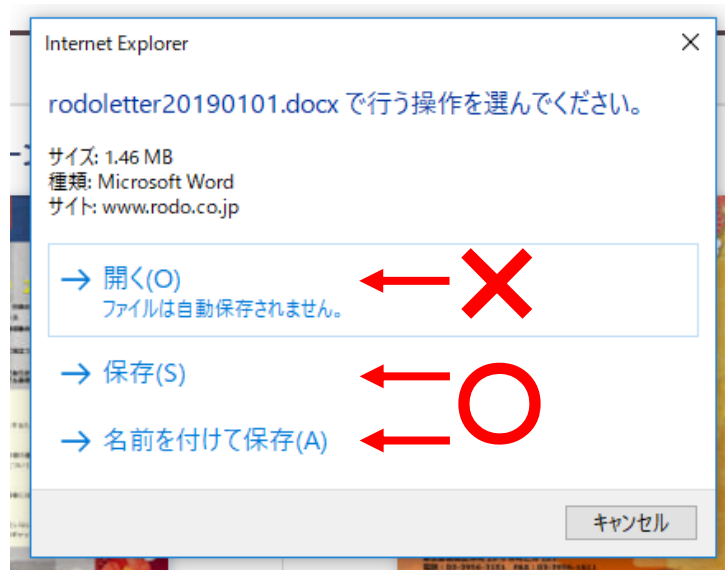 Internet Explorer
rodoletter20190101.docx で行う操作を選んでください。
サイズ: 1.46 MB
種類: Microsoft Word
サイト: www.rodo.co.jp
→ 開く(O)
ファイルは自動保存されません。
→ 保存(S)
→ 名前を付けて保存(A)
キャンセル